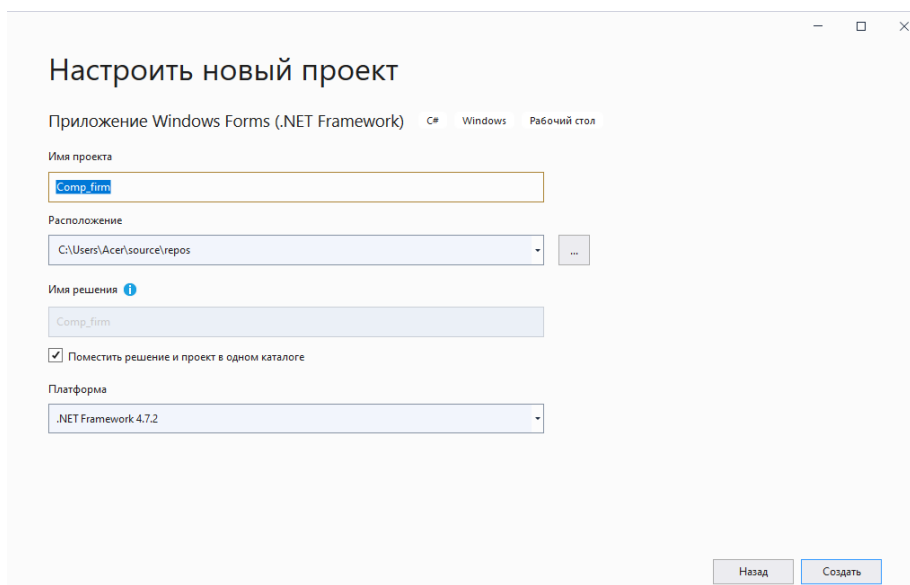 Настроить новый проект
Приложение Windows Forms (.NET Framework) C# Windows Рабочий стол
Имя проекта
Comp_firm
Расположение
C:\Users\Acer\source\repos
...
Имя решения
Comp_firm
Поместить решение и проект в одном каталоге
Платформа
.NET Framework 4.7.2
Назад Создать